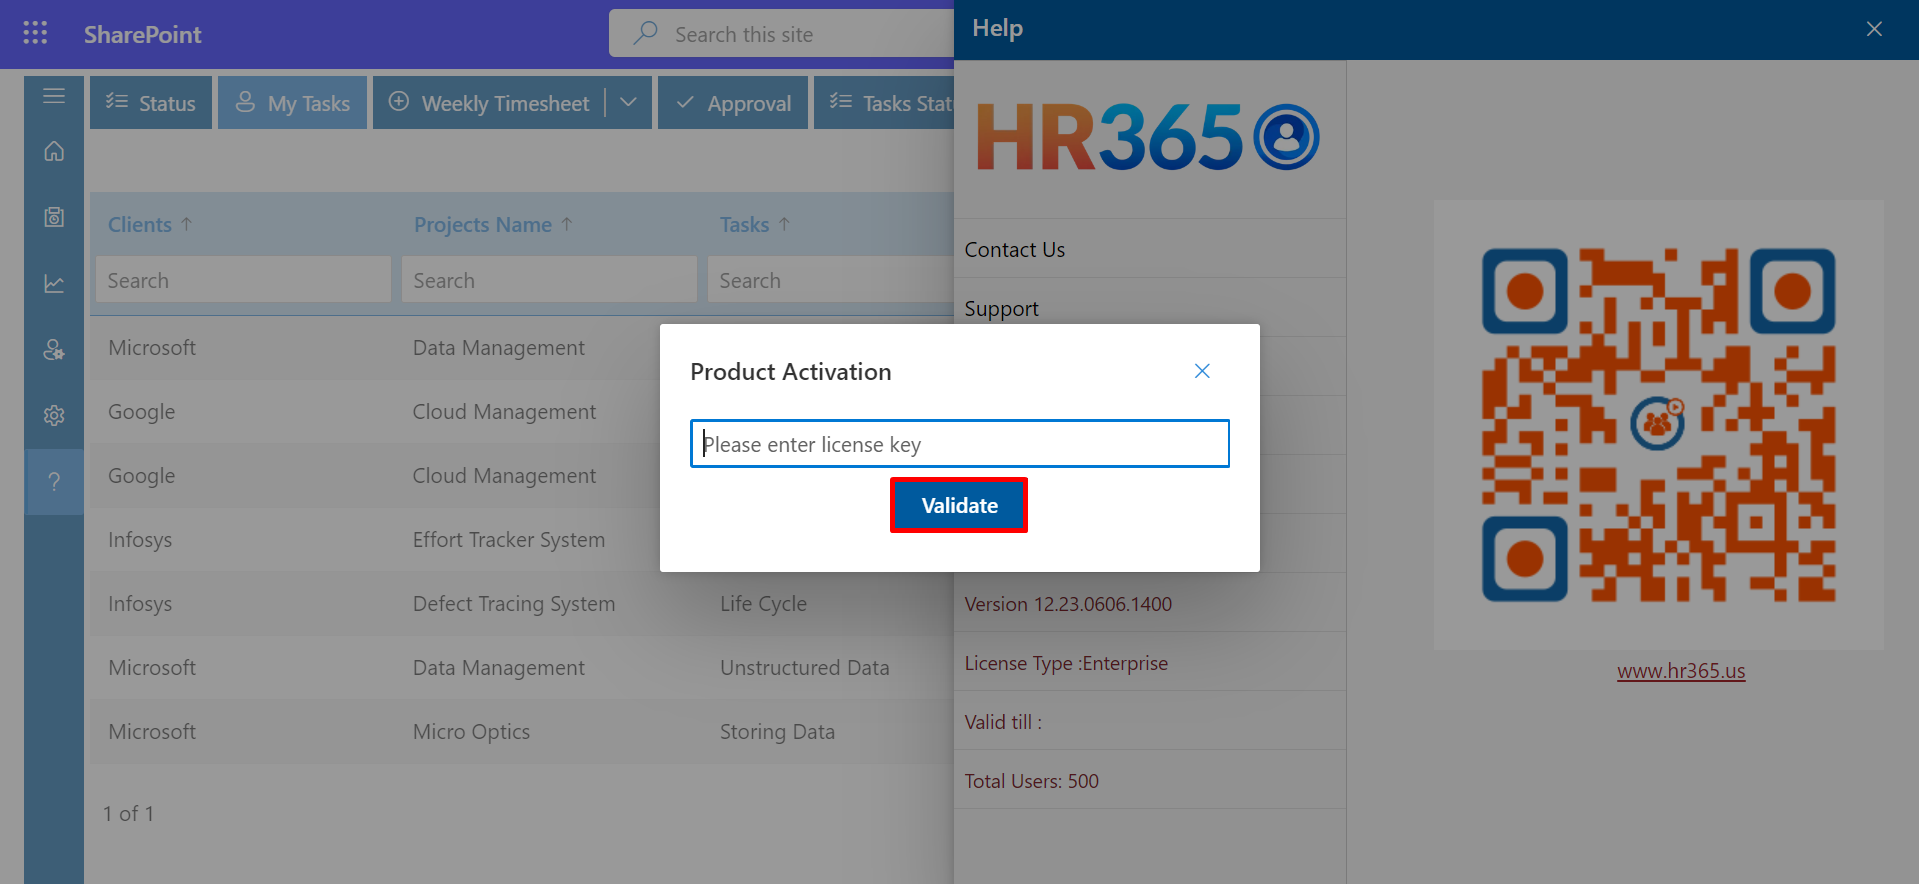 SharePoint
Search this site
Help
Status
My Tasks
Weekly Timesheet
Approval
Tasks Stat
HR365
Clients ↑
Projects Name ↑
Tasks ↑
Search
Search
Search
Contact Us
Support
Microsoft
Data Management
Google
Cloud Management
Google
Cloud Management
Infosys
Effort Tracker System
Infosys
Defect Tracing System
Life Cycle
Microsoft
Data Management
Unstructured Data
Microsoft
Micro Optics
Storing Data
1 of 1
Product Activation
Please enter license key
Validate
Version 12.23.0606.1400
License Type :Enterprise
Valid till :
Total Users: 500
www.hr365.us